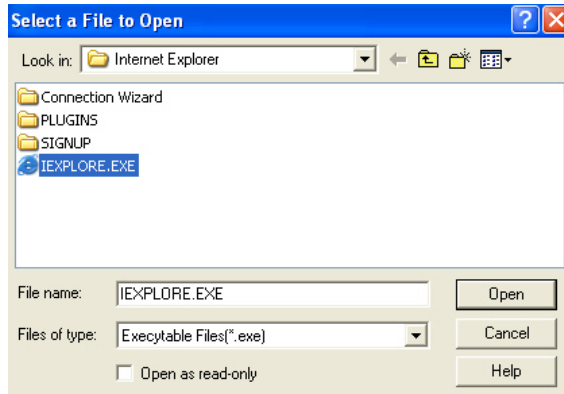 Select a File to Open
Look in: Internet Explorer
Connection Wizard
PLUGINS
SIGNUP
IEXPLORE.EXE
File name: IEXPLORE.EXE Open
Files of type: Execytable Files(*.exe) Cancel
Open as read-only Help